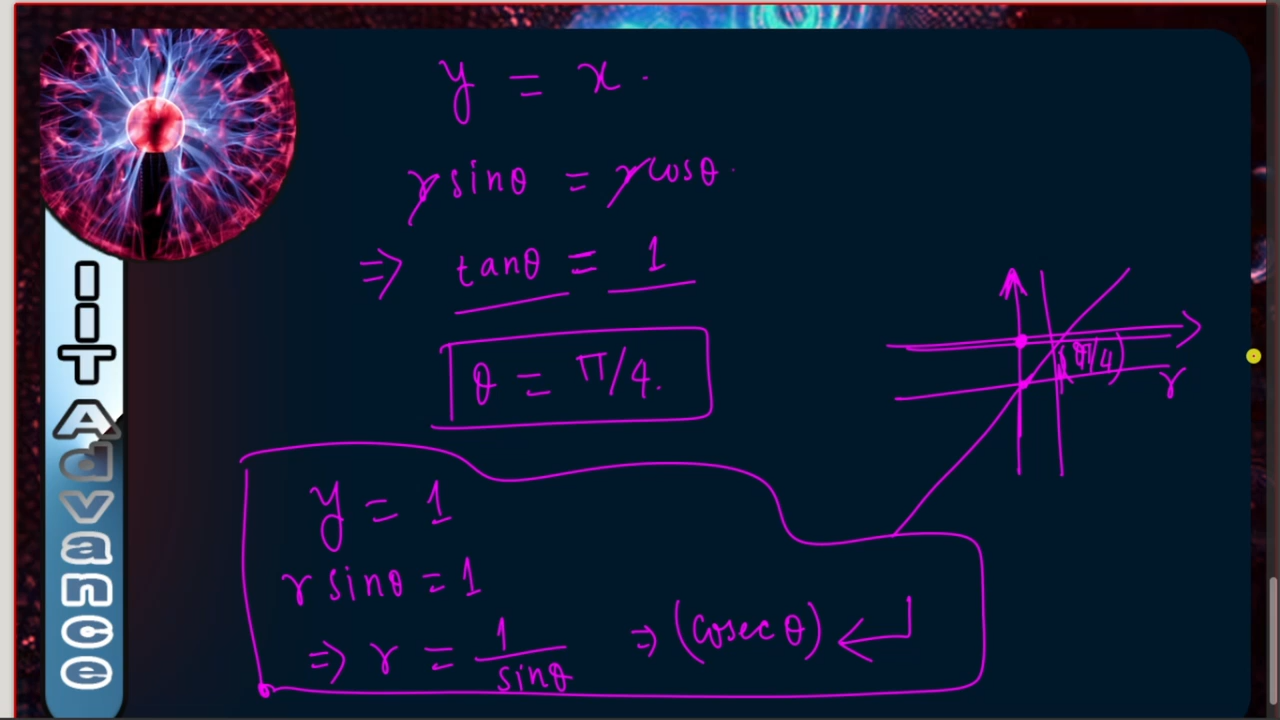 IIT Advance
y = x.
r sinθ = r cosθ.
⇒ tanθ = 1
θ = π/4.
(π/4)
r
y = 1
r sinθ = 1
⇒ r = 1/sinθ ⇒ (cosec θ)